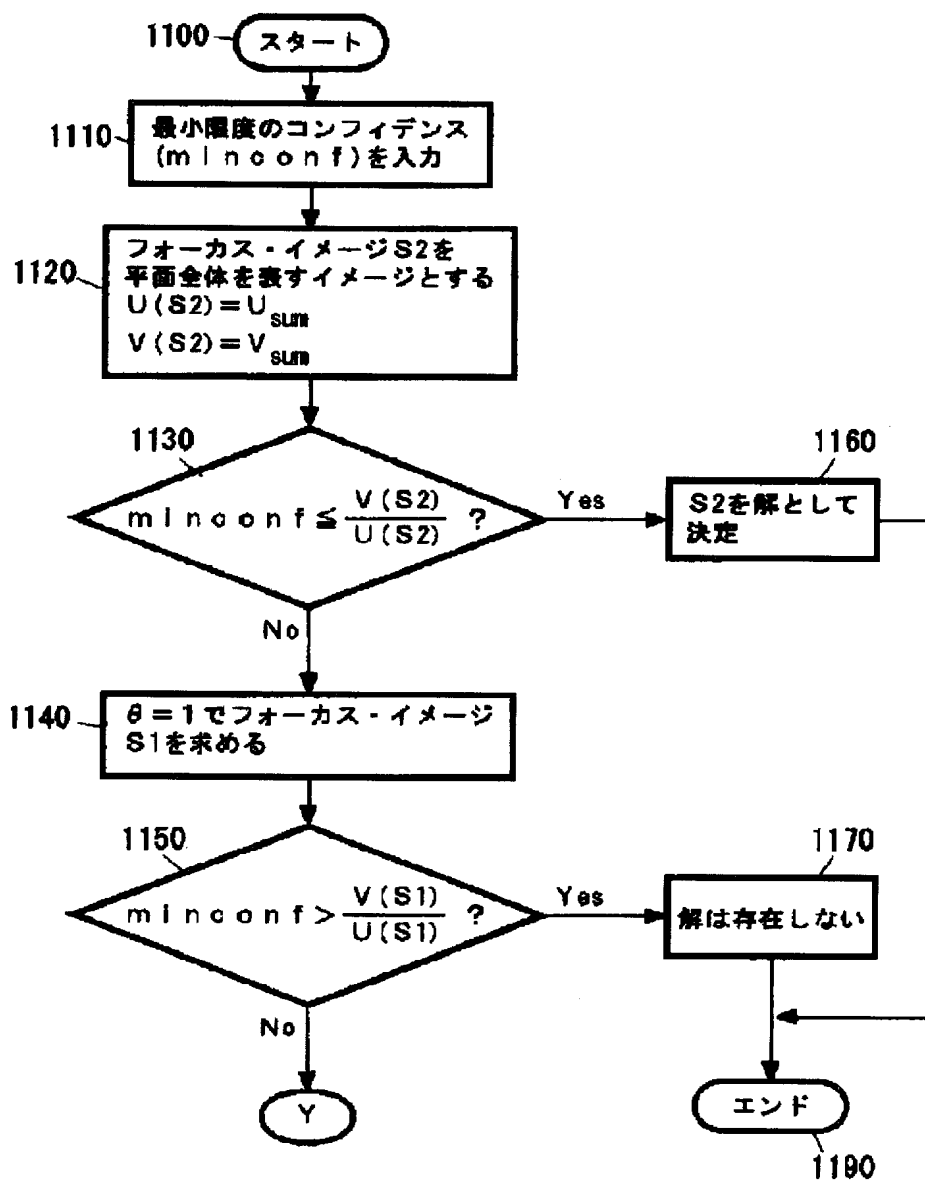 1100
スタート
1110
最小限度のコンフィデンス
(minconf)を入力
1120
フォーカス・イメージS2を
平面全体を表すイメージとする
U(S2)=Usum
V(S2)=Vsum
1130
minconf≦V(S2)/U(S2) ?
Yes
1160
S2を解として
決定
No
1140
θ=1でフォーカス・イメージ
S1を求める
1150
minconf>V(S1)/U(S1) ?
Yes
1170
解は存在しない
No
Y
エンド
1190